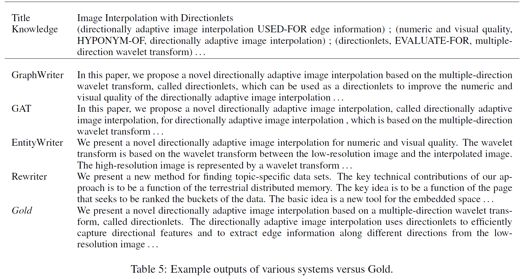 Title Image Interpolation with Directionlets
Knowledge (directionally adaptive image interpolation USED-FOR edge information) ; (numeric and visual quality,
HYPONYM-OF, directionally adaptive image interpolation) ; (directionlets, EVALUATE-FOR, multiple-
direction wavelet transform) ...
GraphWriter In this paper, we propose a novel directionally adaptive image interpolation based on the multiple-direction
wavelet transform, called directionlets, which can be used as a directionlets to improve the numeric and
visual quality of the directionally adaptive image interpolation ...
GAT In this paper, we propose a novel directionally adaptive image interpolation, called directionally adaptive
image interpolation, for directionally adaptive image interpolation , which is based on the multiple-direction
wavelet transform ...
EntityWriter We present a novel directionally adaptive image interpolation for numeric and visual quality. The wavelet
transform is based on the wavelet transform between the low-resolution image and the interpolated image.
The high-resolution image is represented by a wavelet transform ...
Rewriter We present a new method for finding topic-specific data sets. The key technical contributions of our ap-
proach is to be a function of the terrestrial distributed memory. The key idea is to be a function of the page
that seeks to be ranked the buckets of the data. The basic idea is a new tool for the embedded space ...
Gold We present a novel directionally adaptive image interpolation based on a multiple-direction wavelet trans-
form, called directionlets. The directionally adaptive image interpolation uses directionlets to efficiently
capture directional features and to extract edge information along different directions from the low-
resolution image ...
Table 5: Example outputs of various systems versus Gold.